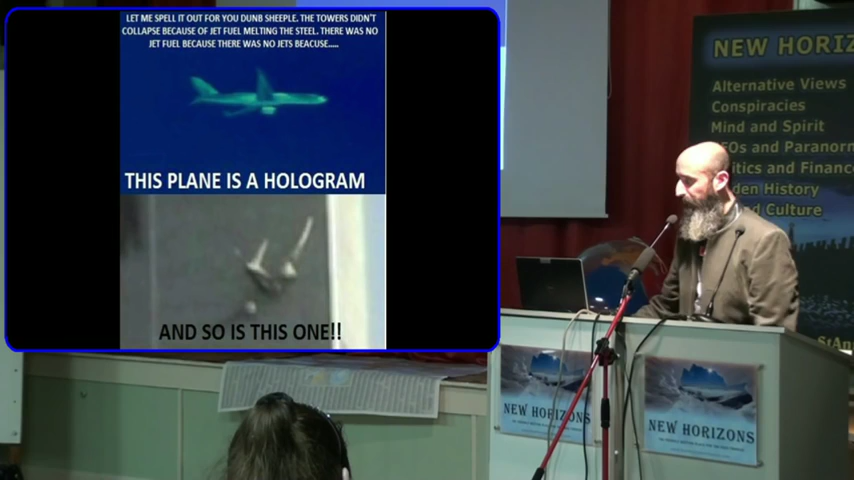 LET ME SPELL IT OUT FOR YOU DUNB SHEEPLE. THE TOWERS DIDN'T
COLLAPSE BECAUSE OF JET FUEL MELTING THE STEEL. THERE WAS NO
JET FUEL BECAUSE THERE WAS NO JETS BEACUSE.....
THIS PLANE IS A HOLOGRAM
AND SO IS THIS ONE!!
NEW HORIZ
Alternative Views
Conspiracies
Mind and Spirit
FOs and Paranorm
itics and Finance
den History
d Culture
StAn
NEW HORIZONS
NEW HORIZONS